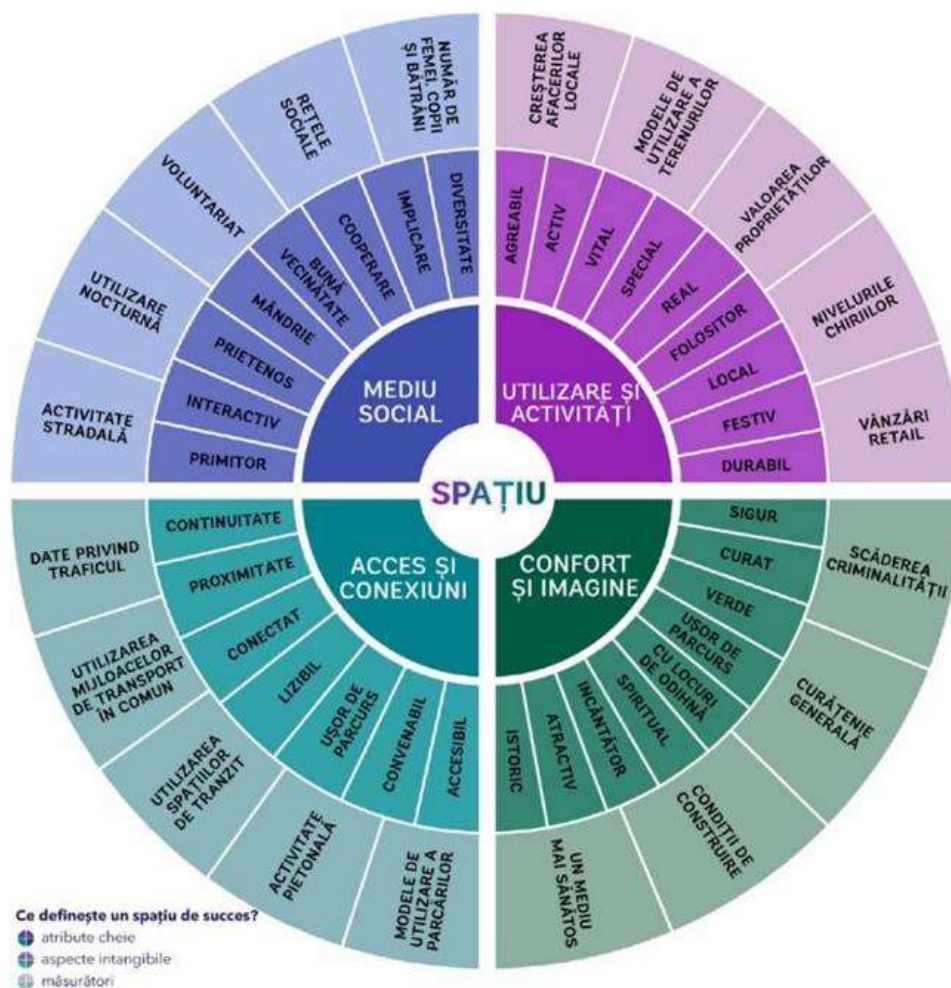 NUMĂR DE
FEMEI, COPII
ȘI BĂTRÂNI
REȚELE
SOCIALE
VOLUNTARIAT
UTILIZARE
NOCTURNĂ
ACTIVITATE
STRADALĂ
DIVERSITATE
IMPLICARE
COOPERARE
BUNĂ
VECINĂTATE
MÂNDRIE
PRIETENOS
INTERACTIV
PRIMITOR
MEDIU
SOCIAL
CREȘTEREA
AFACERILOR
LOCALE
MODELE DE
UTILIZARE A
TERENURILOR
VALOAREA
PROPRIETĂȚILOR
NIVELURILE
CHIRIILOR
VÂNZĂRI
RETAIL
AGREABIL
ACTIV
VITAL
SPECIAL
REAL
FOLOSITOR
LOCAL
FESTIV
DURABIL
UTILIZARE ȘI
ACTIVITĂȚI
SPAȚIU
ACCES ȘI
CONEXIUNI
CONTINUITATE
PROXIMITATE
CONECTAT
LIZIBIL
UȘOR DE
PARCURS
CONVENABIL
ACCESIBIL
DATE PRIVIND
TRAFICUL
UTILIZAREA
MIJLOACELOR
DE TRANSPORT
ÎN COMUN
UTILIZAREA
SPAȚIILOR
DE TRANZIT
ACTIVITATE
PIETONALĂ
MODELE DE
UTILIZARE A
PARCĂRILOR
CONFORT
ȘI IMAGINE
SIGUR
CURAT
VERDE
UȘOR DE
PARCURS
CU LOCURI
DE ODIHNĂ
SPIRITUAL
INCÂNTĂTOR
ATRACTIV
ISTORIC
SCĂDEREA
CRIMINALITĂȚII
CURĂȚENIE
GENERALĂ
CONDIȚII DE
CONSTRUIRE
UN MEDIU
MAI SĂNĂTOS
Ce definește un spațiu de succes?
atribute cheie
aspecte intangibile
măsurători